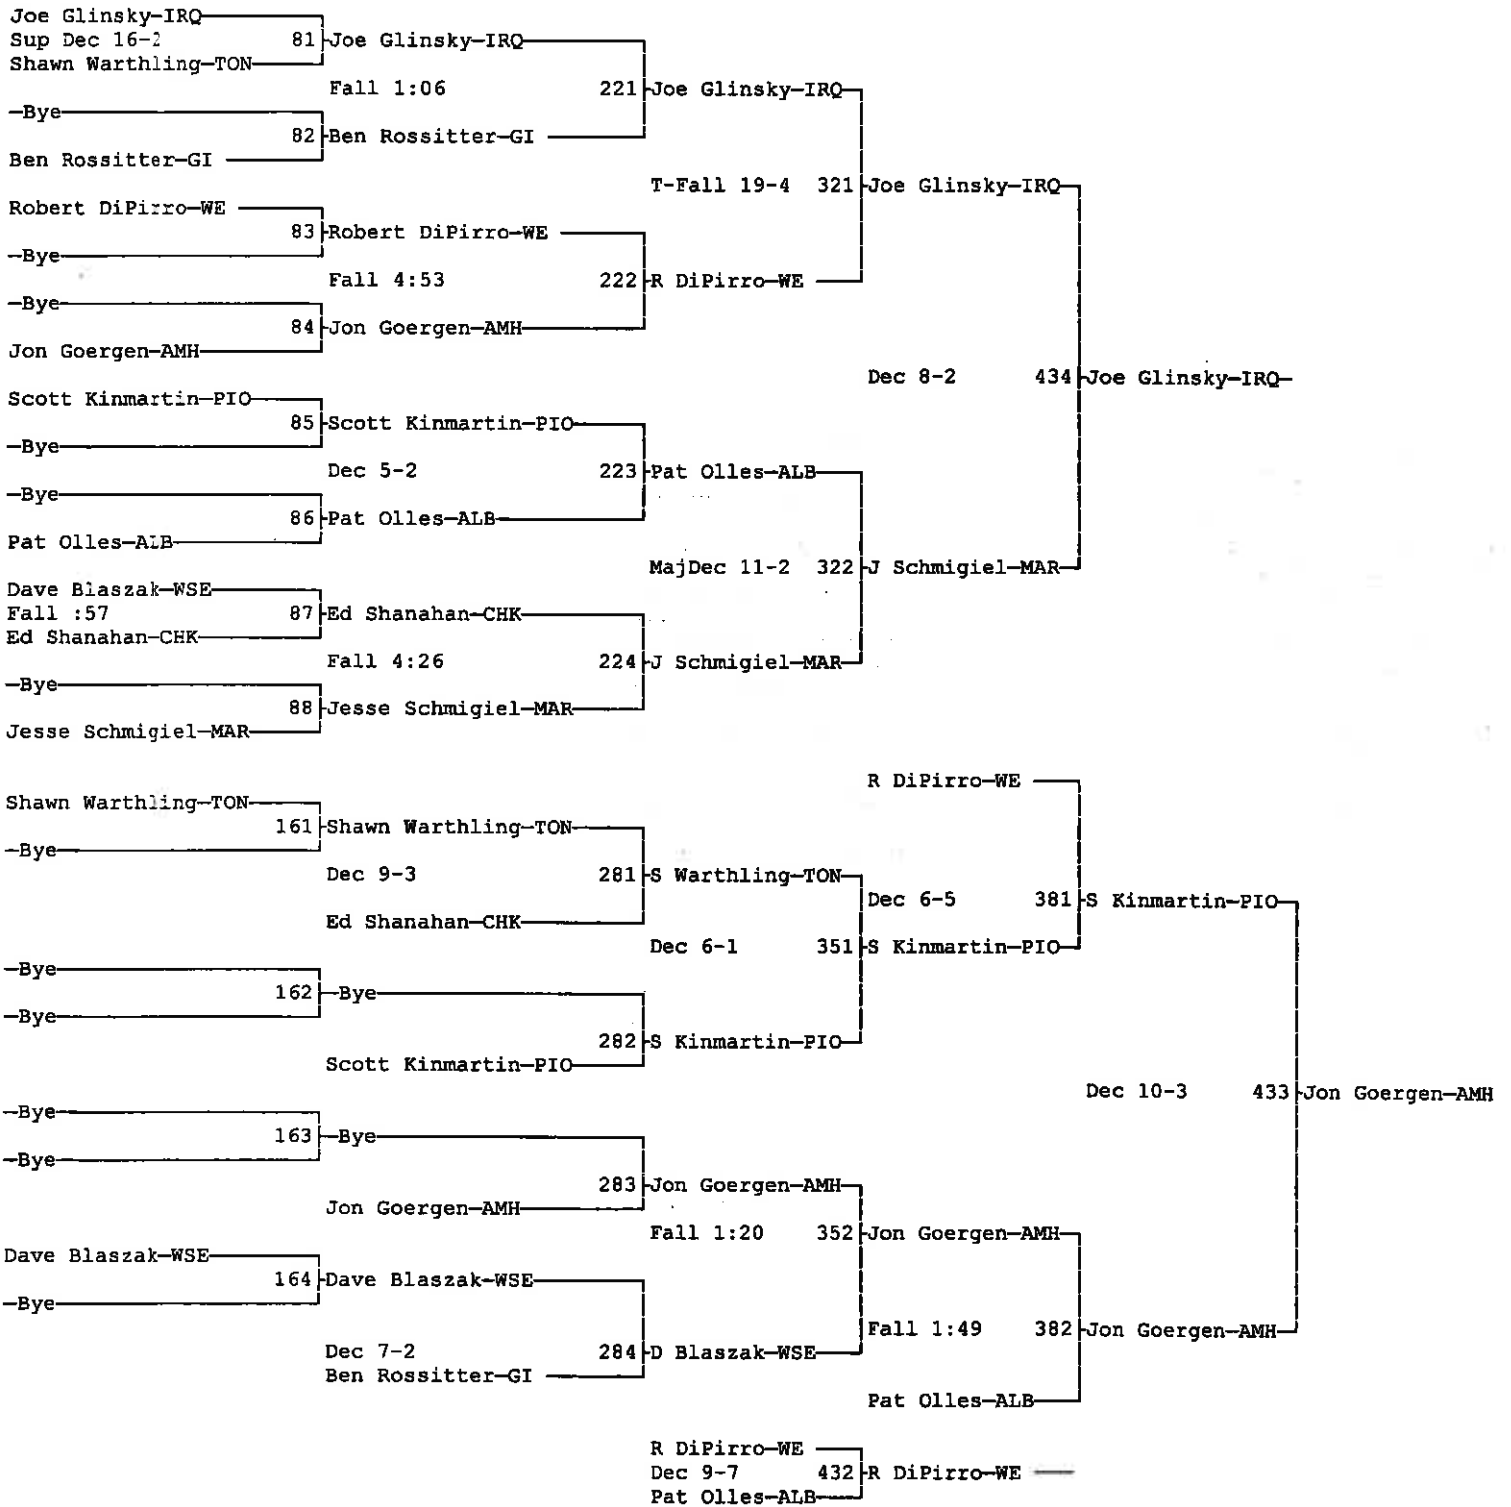 Joe Glinsky-IRQ
Sup Dec 16-2 81 Joe Glinsky-IRQ
Shawn Warthling-TON
Fall 1:06 221 Joe Glinsky-IRQ
-Bye
82 Ben Rossitter-GI
Ben Rossitter-GI
T-Fall 19-4 321 Joe Glinsky-IRQ
Robert DiPirro-WE
83 Robert DiPirro-WE
-Bye
Fall 4:53 222 R DiPirro-WE
-Bye
84 Jon Goergen-AMH
Jon Goergen-AMH
Dec 8-2 434 Joe Glinsky-IRQ-
Scott Kinmartin-PIO
85 Scott Kinmartin-PIO
-Bye
Dec 5-2 223 Pat Olles-ALB
-Bye
86 Pat Olles-ALB
Pat Olles-ALB
MajDec 11-2 322 J Schmigiel-MAR
Dave Blaszak-WSE
Fall :57 87 Ed Shanahan-CHK
Ed Shanahan-CHK
Fall 4:26 224 J Schmigiel-MAR
-Bye
88 Jesse Schmigiel-MAR
Jesse Schmigiel-MAR
R DiPirro-WE
Shawn Warthling-TON
161 Shawn Warthling-TON
-Bye
Dec 9-3 281 S Warthling-TON
Dec 6-5 381 S Kinmartin-PIO
Ed Shanahan-CHK
Dec 6-1 351 S Kinmartin-PIO
-Bye
162 -Bye
-Bye
282 S Kinmartin-PIO
Scott Kinmartin-PIO
Dec 10-3 433 Jon Goergen-AMH
-Bye
163 -Bye
-Bye
283 Jon Goergen-AMH
Jon Goergen-AMH
Fall 1:20 352 Jon Goergen-AMH
Dave Blaszak-WSE
164 Dave Blaszak-WSE
-Bye
Fall 1:49 382 Jon Goergen-AMH
Dec 7-2 284 D Blaszak-WSE
Ben Rossitter-GI
Pat Olles-ALB
R DiPirro-WE
Dec 9-7 432 R DiPirro-WE
Pat Olles-ALB